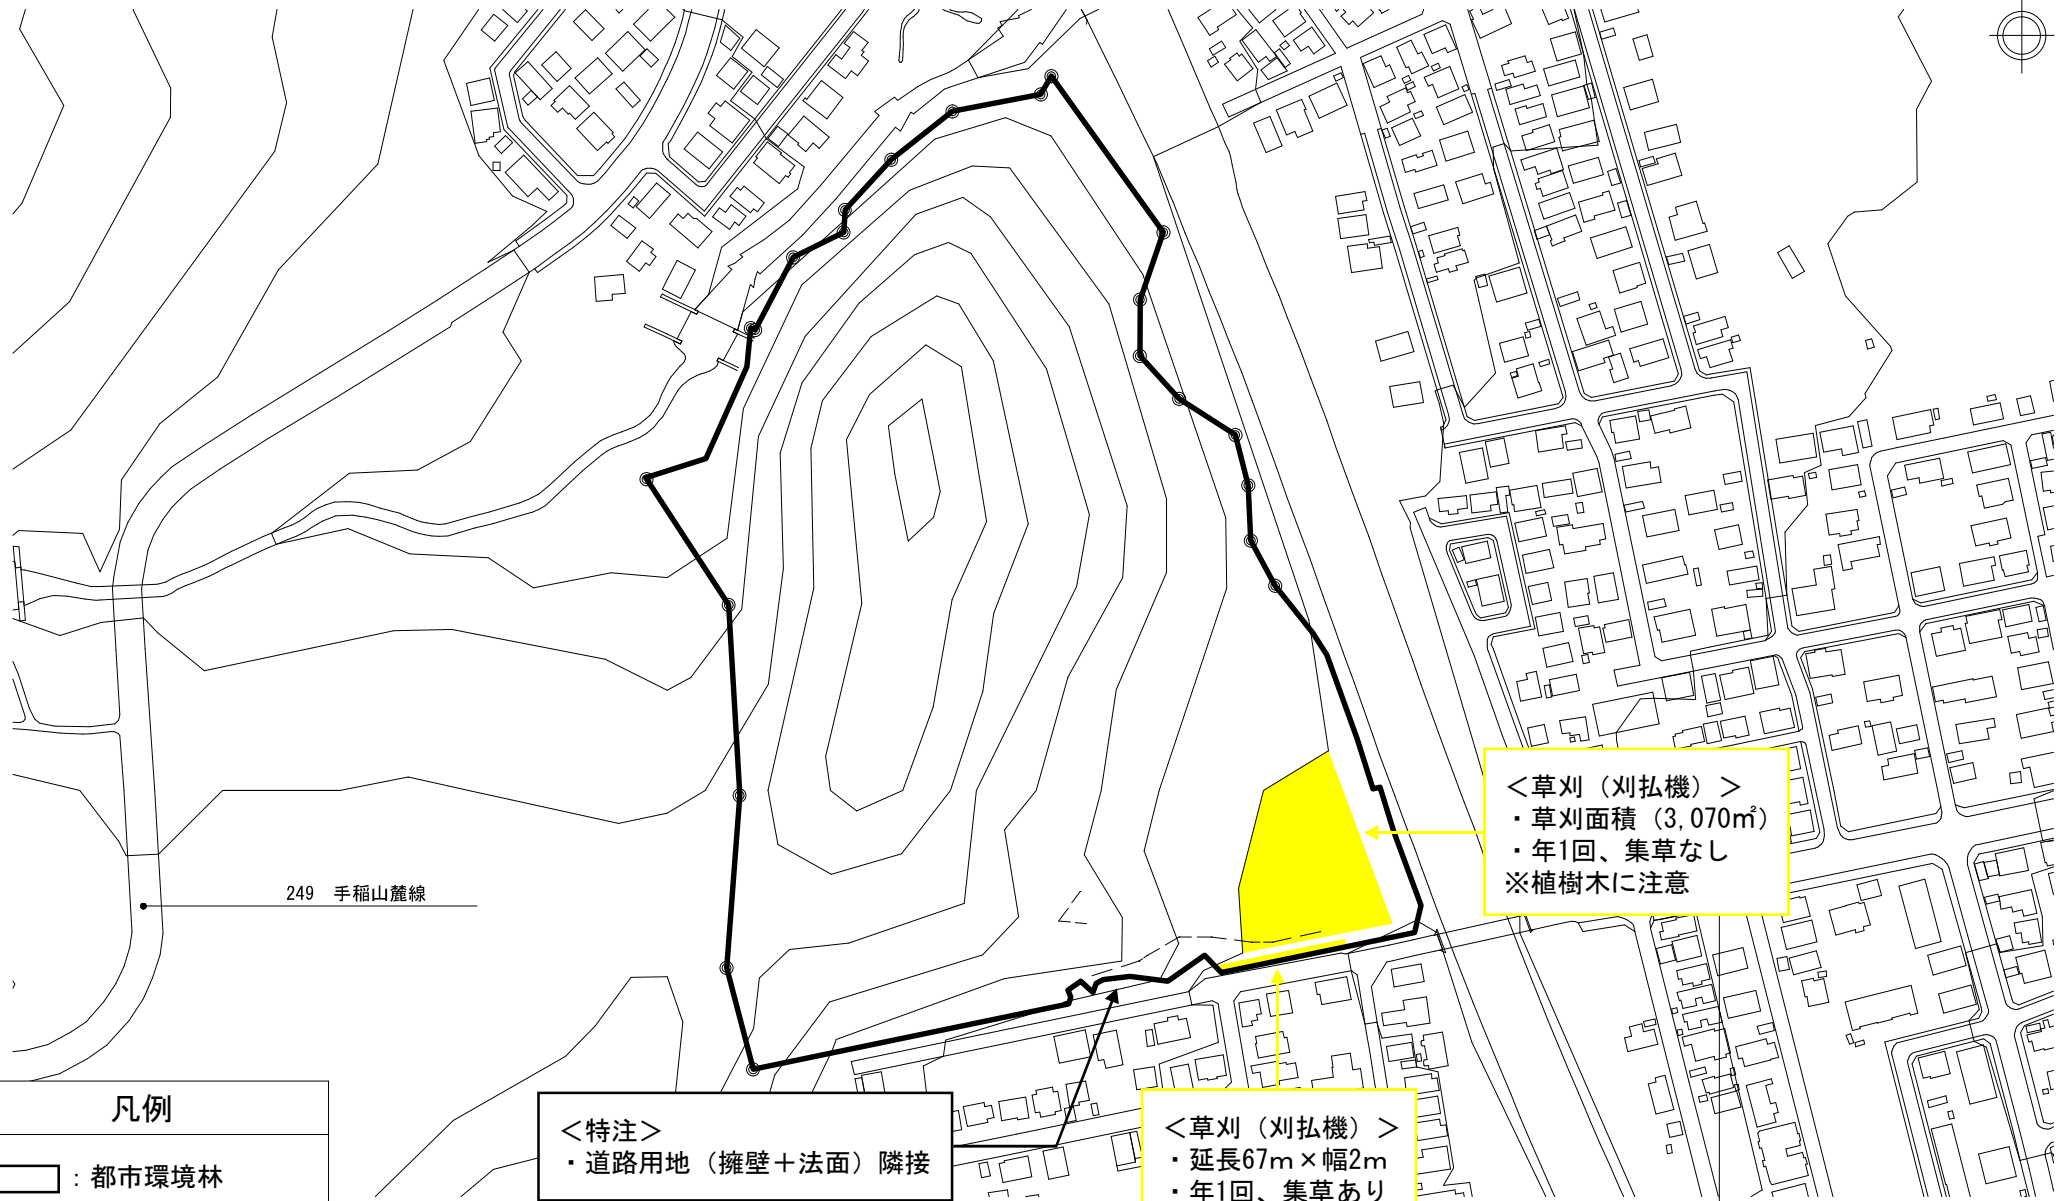 ＜草刈（刈払機）＞
・草刈面積（3,070㎡）
・年1回、集草なし
※植樹木に注意
249 手稲山麓線
凡例
：都市環境林
＜特注＞
・道路用地（擁壁＋法面）隣接
＜草刈（刈払機）＞
・延長67m×幅2m
・年1回、集草あり